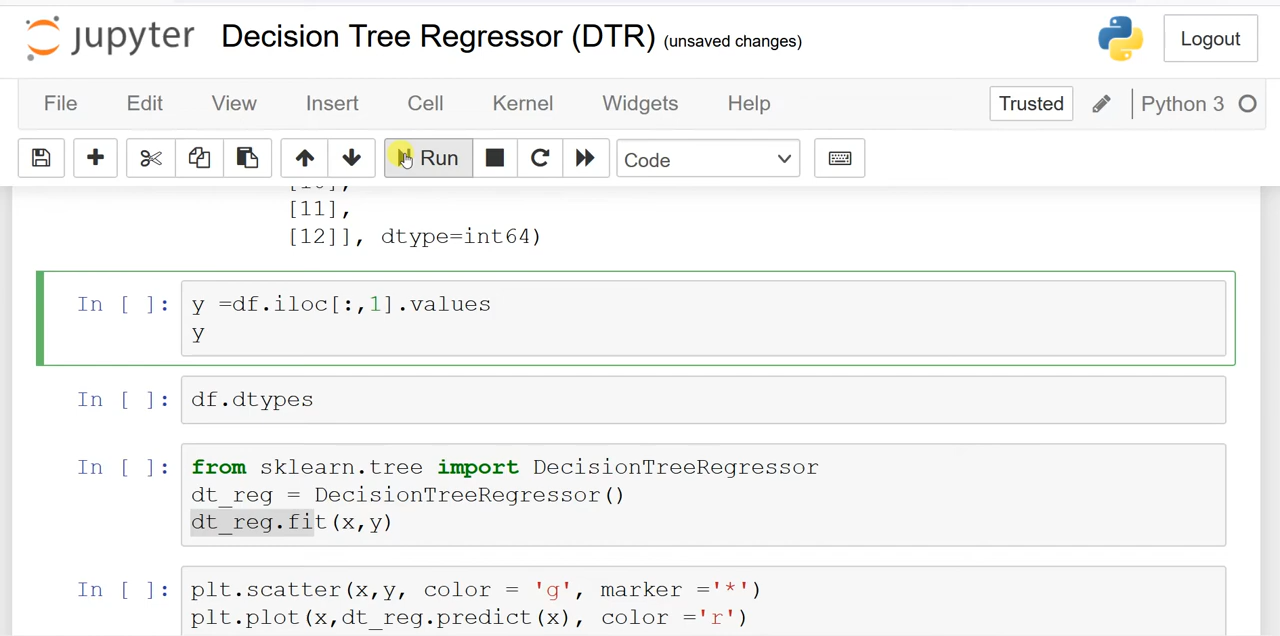 jupyter Decision Tree Regressor (DTR) (unsaved changes) Logout
File Edit View Insert Cell Kernel Widgets Help Trusted Python 3
Run Code
[11],
[12]], dtype=int64)
In [ ]: y =df.iloc[:,1].values
y
In [ ]: df.dtypes
In [ ]: from sklearn.tree import DecisionTreeRegressor
dt_reg = DecisionTreeRegressor()
dt_reg.fit(x,y)
In [ ]: plt.scatter(x,y, color = 'g', marker ='*')
plt.plot(x,dt_reg.predict(x), color ='r')